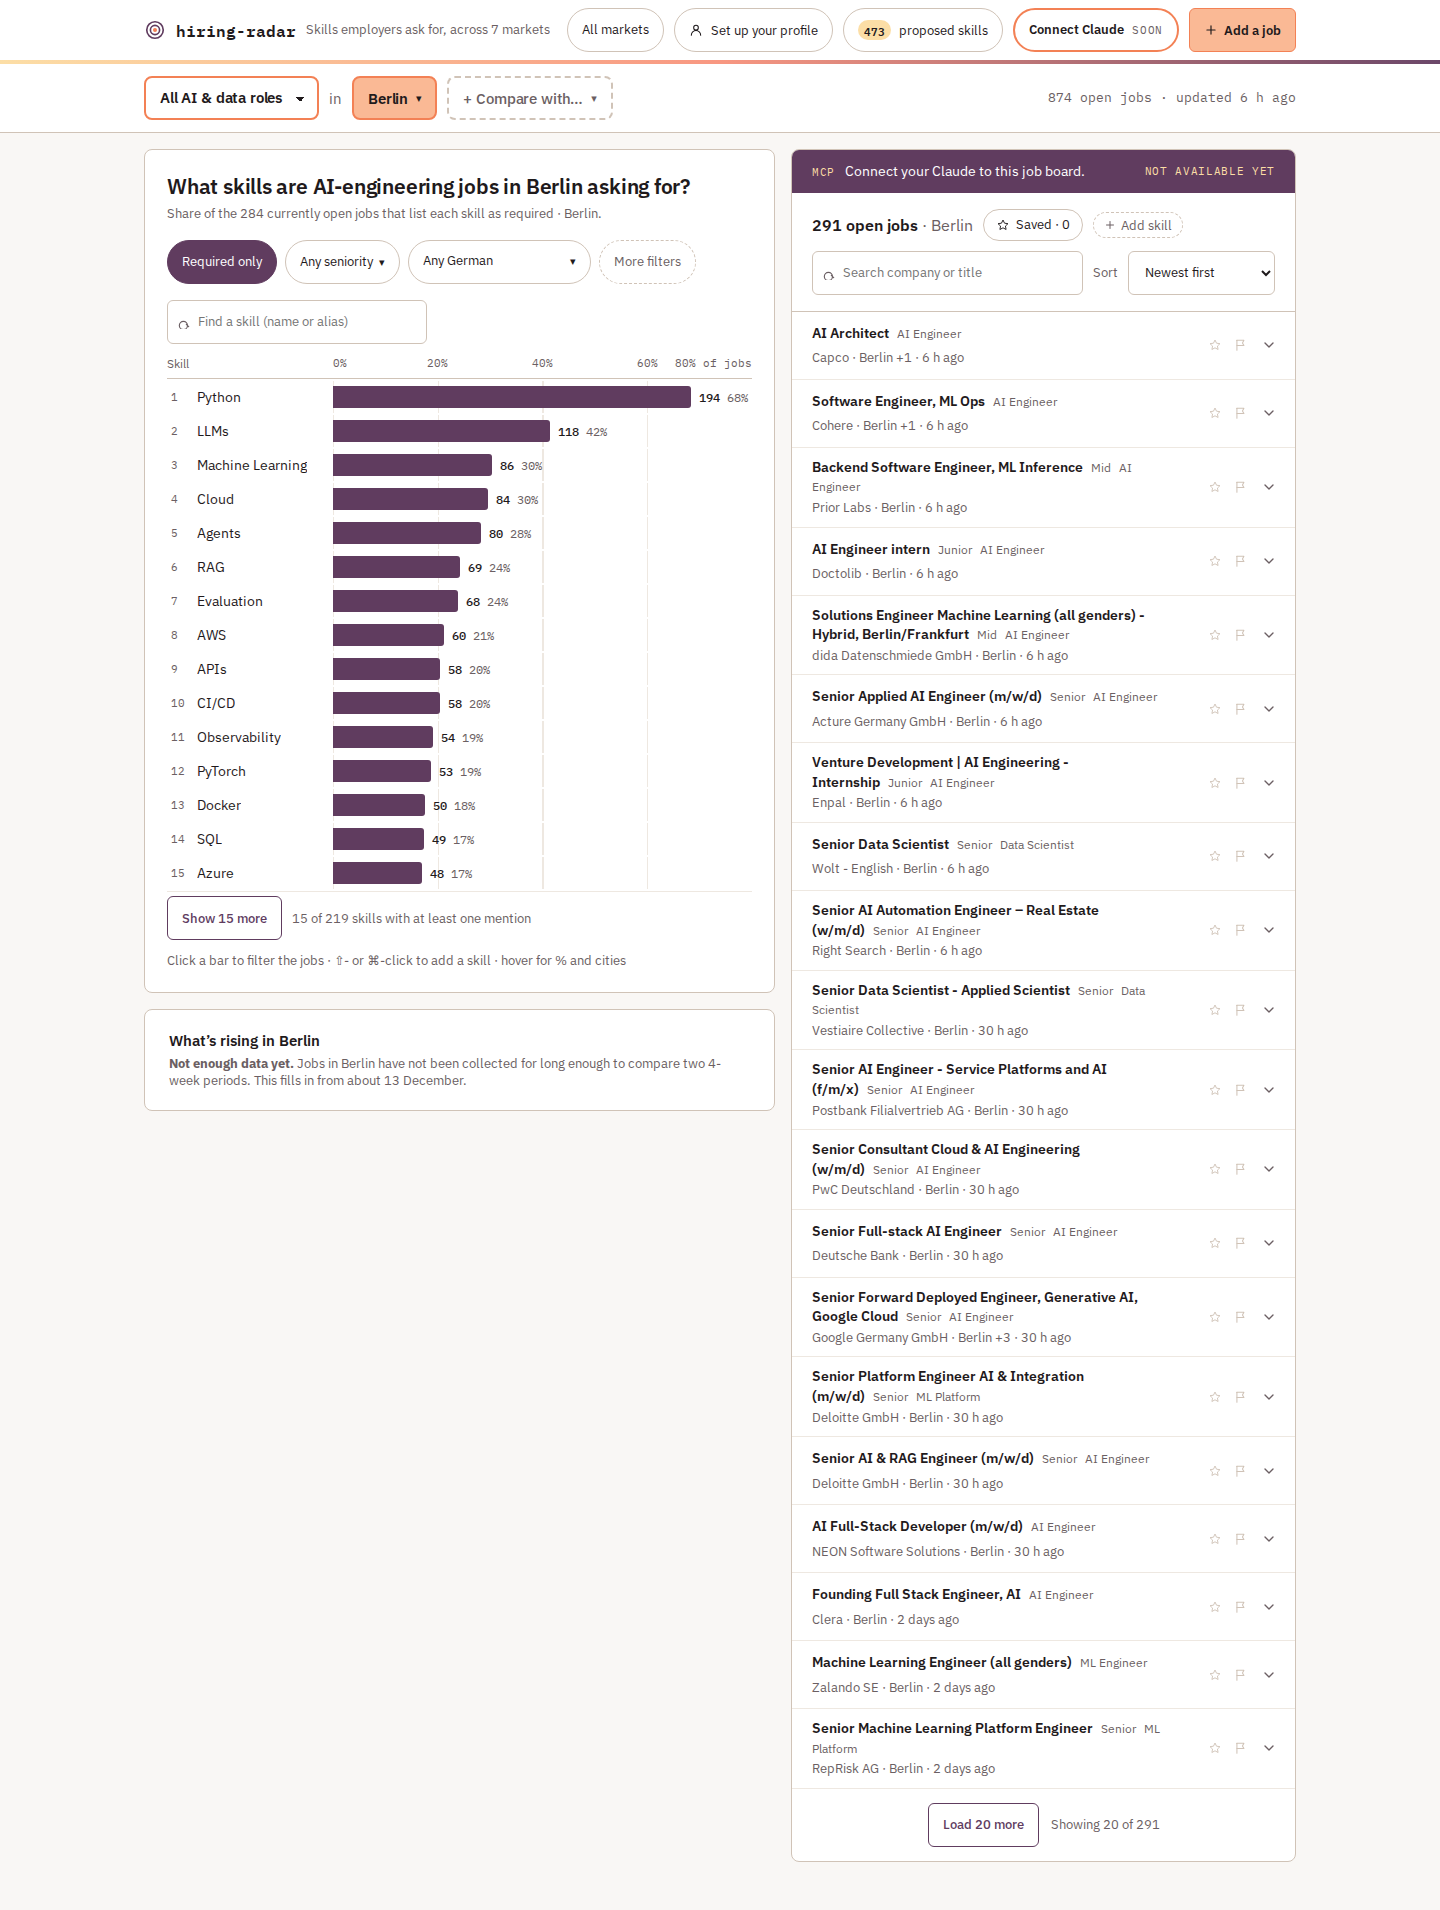 hiring-radar Skills employers ask for, across 7 markets All markets Set up your profile 473 proposed skills Connect Claude SOON + Add a job
All AI & data roles ▾ in Berlin ▾ + Compare with... ▾ 874 open jobs · updated 6 h ago
What skills are AI-engineering jobs in Berlin asking for?
Share of the 284 currently open jobs that list each skill as required · Berlin.
Required only Any seniority ▾ Any German ▾ More filters
Find a skill (name or alias)
Skill 0% 20% 40% 60% 80% of jobs
1 Python 194 68%
2 LLMs 118 42%
3 Machine Learning 86 30%
4 Cloud 84 30%
5 Agents 80 28%
6 RAG 69 24%
7 Evaluation 68 24%
8 AWS 60 21%
9 APIs 58 20%
10 CI/CD 58 20%
11 Observability 54 19%
12 PyTorch 53 19%
13 Docker 50 18%
14 SQL 49 17%
15 Azure 48 17%
Show 15 more 15 of 219 skills with at least one mention
Click a bar to filter the jobs · ⇧- or ⌘-click to add a skill · hover for % and cities
What's rising in Berlin
Not enough data yet. Jobs in Berlin have not been collected for long enough to compare two 4-
week periods. This fills in from about 13 December.
MCP Connect your Claude to this job board. NOT AVAILABLE YET
291 open jobs · Berlin Saved · 0 + Add skill
Search company or title Sort Newest first
AI Architect AI Engineer
Capco · Berlin +1 · 6 h ago
Software Engineer, ML Ops AI Engineer
Cohere · Berlin +1 · 6 h ago
Backend Software Engineer, ML Inference Mid AI
Engineer
Prior Labs · Berlin · 6 h ago
AI Engineer intern Junior AI Engineer
Doctolib · Berlin · 6 h ago
Solutions Engineer Machine Learning (all genders) -
Hybrid, Berlin/Frankfurt Mid AI Engineer
dida Datenschmiede GmbH · Berlin · 6 h ago
Senior Applied AI Engineer (m/w/d) Senior AI Engineer
Acture Germany GmbH · Berlin · 6 h ago
Venture Development | AI Engineering -
Internship Junior AI Engineer
Enpal · Berlin · 6 h ago
Senior Data Scientist Senior Data Scientist
Wolt - English · Berlin · 6 h ago
Senior AI Automation Engineer – Real Estate
(w/m/d) Senior AI Engineer
Right Search · Berlin · 6 h ago
Senior Data Scientist - Applied Scientist Senior Data
Scientist
Vestiaire Collective · Berlin · 30 h ago
Senior AI Engineer - Service Platforms and AI
(f/m/x) Senior AI Engineer
Postbank Filialvertrieb AG · Berlin · 30 h ago
Senior Consultant Cloud & AI Engineering
(w/m/d) Senior AI Engineer
PwC Deutschland · Berlin · 30 h ago
Senior Full-stack AI Engineer Senior AI Engineer
Deutsche Bank · Berlin · 30 h ago
Senior Forward Deployed Engineer, Generative AI,
Google Cloud Senior AI Engineer
Google Germany GmbH · Berlin +3 · 30 h ago
Senior Platform Engineer AI & Integration
(m/w/d) Senior ML Platform
Deloitte GmbH · Berlin · 30 h ago
Senior AI & RAG Engineer (m/w/d) Senior AI Engineer
Deloitte GmbH · Berlin · 30 h ago
AI Full-Stack Developer (m/w/d) AI Engineer
NEON Software Solutions · Berlin · 30 h ago
Founding Full Stack Engineer, AI AI Engineer
Clera · Berlin · 2 days ago
Machine Learning Engineer (all genders) ML Engineer
Zalando SE · Berlin · 2 days ago
Senior Machine Learning Platform Engineer Senior ML
Platform
RepRisk AG · Berlin · 2 days ago
Load 20 more Showing 20 of 291